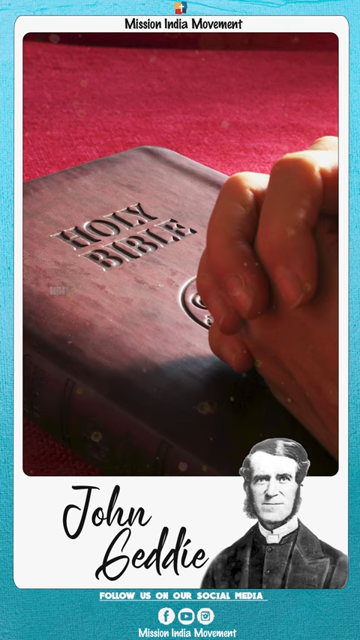 Mission India Movement
HOLY
BIBLE
John
Geddie
FOLLOW US ON OUR SOCIAL MEDIA
Mission India Movement